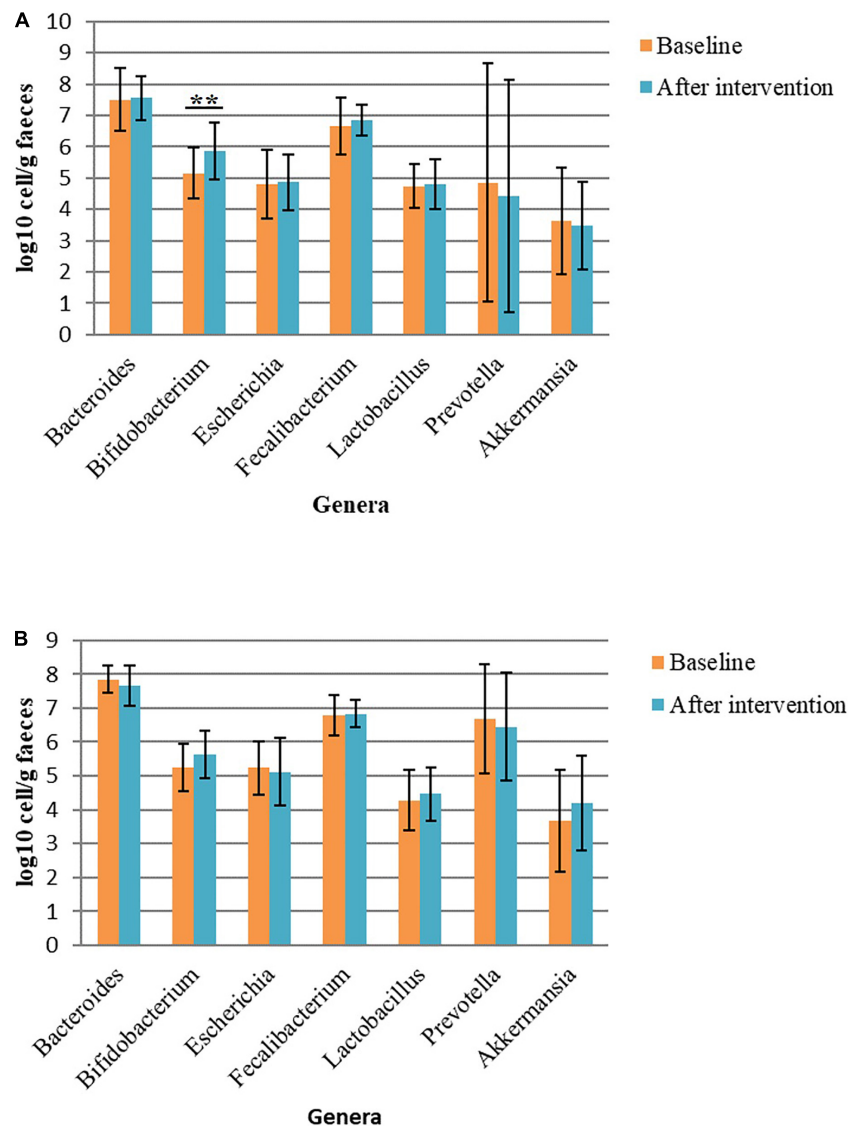 A
10
9
8
7
6
5
4
3
2
1
0
log10 cell/g faeces
**
Baseline
After intervention
Bacteroides
Bifidobacterium
Escherichia
Fecalibacterium
Lactobacillus
Prevotella
Akkermansia
Genera
B
9
8
7
6
5
4
3
2
1
0
log10 cell/g faeces
Baseline
After intervention
Bacteroides
Bifidobacterium
Escherichia
Fecalibacterium
Lactobacillus
Prevotella
Akkermansia
Genera